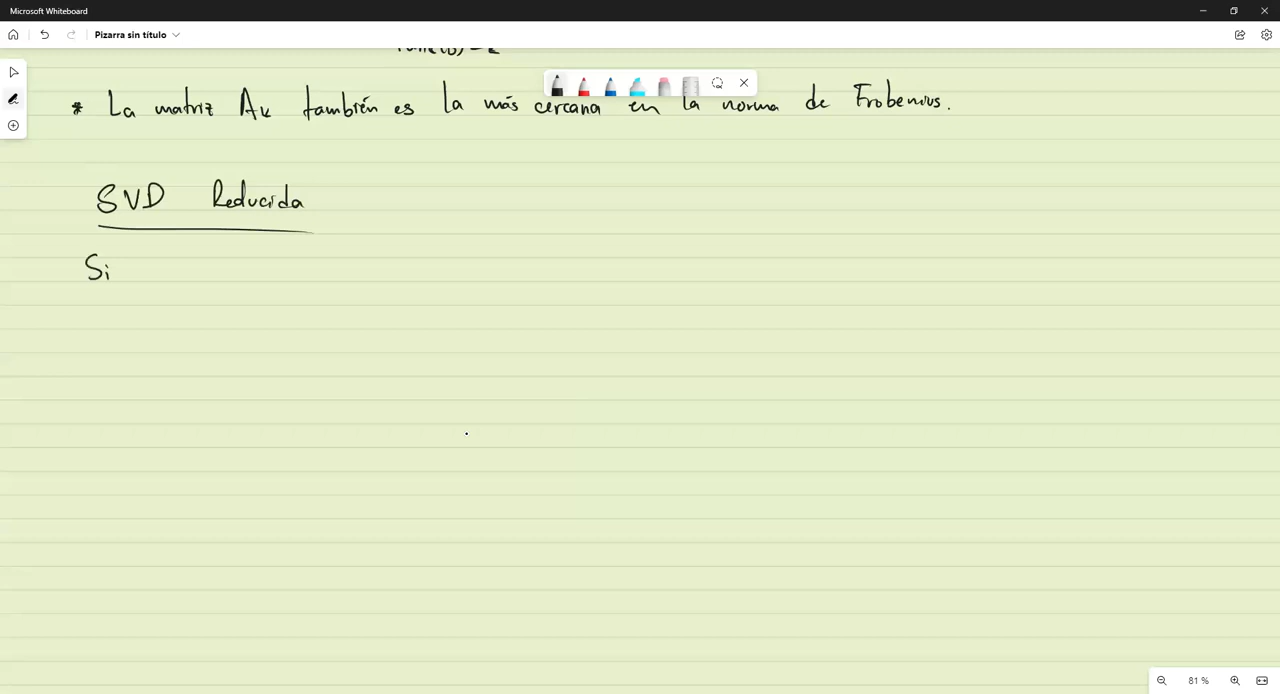 Microsoft Whiteboard
Pizarra sin título
* La matriz Ak también es la más cercana en la norma de Frobenius.
SVD Reducida
Si
81 %